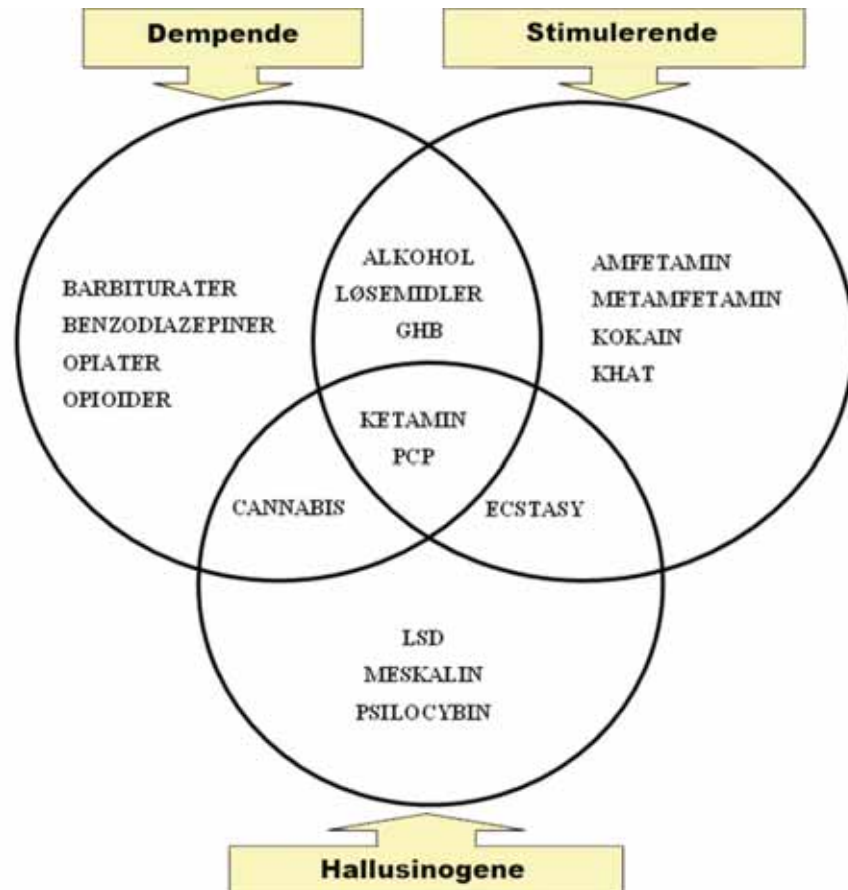 Dempende
Stimulerende
BARBITURATER
BENZODIAZEPINER
OPIATER
OPIOIDER
ALKOHOL
LØSEMIDLER
GHB
AMFETAMIN
METAMFETAMIN
KOKAIN
KHAT
KETAMIN
PCP
CANNABIS
ECSTASY
LSD
MESKALIN
PSILOCYBIN
Hallusinogene